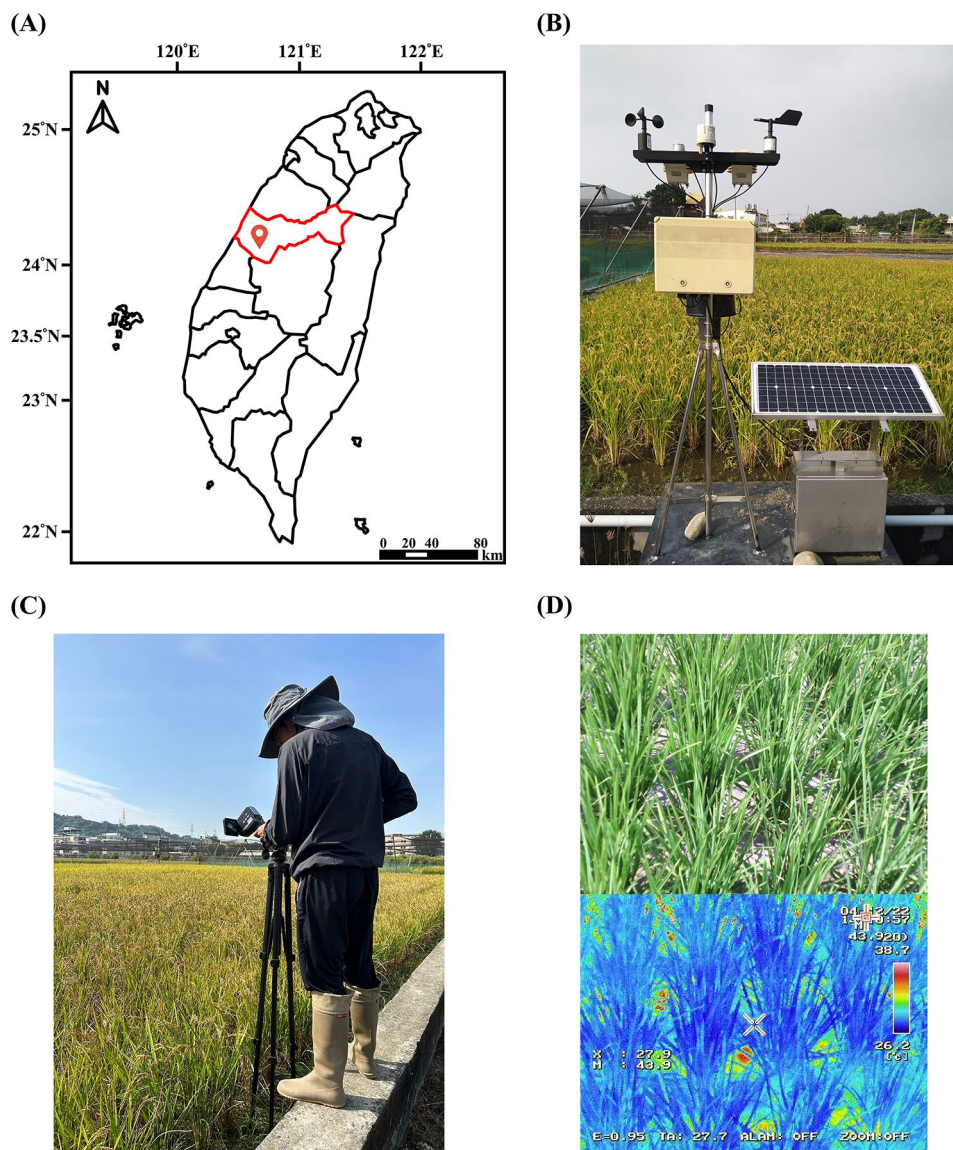 (A)
120°E 121°E 122°E
N
25°N
24°N
23.5°N
23°N
22°N
0 20 40 80
km
(B)
(C)
(D)
38.7
26.2
[℃]
X : 27.9
M : 43.9
E=0.95 TA: 27.7 ALAM: OFF ZOOM:OFF